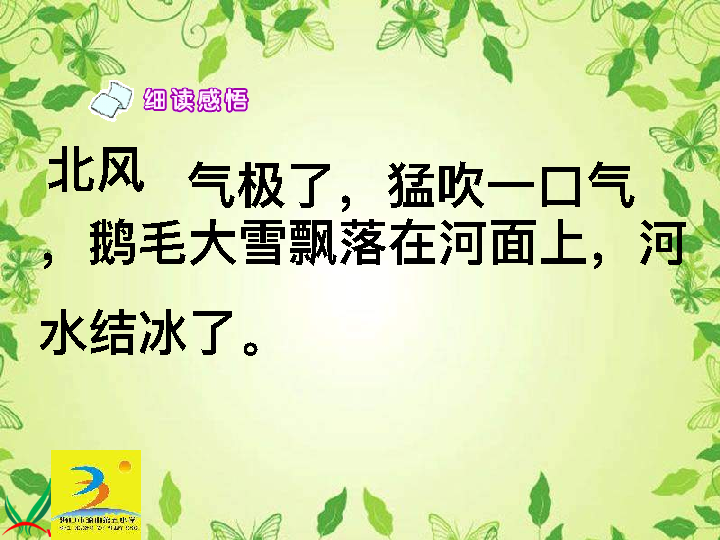 细读感悟
北风 气极了，猛吹一口气
，鹅毛大雪飘落在河面上，河
水结冰了。